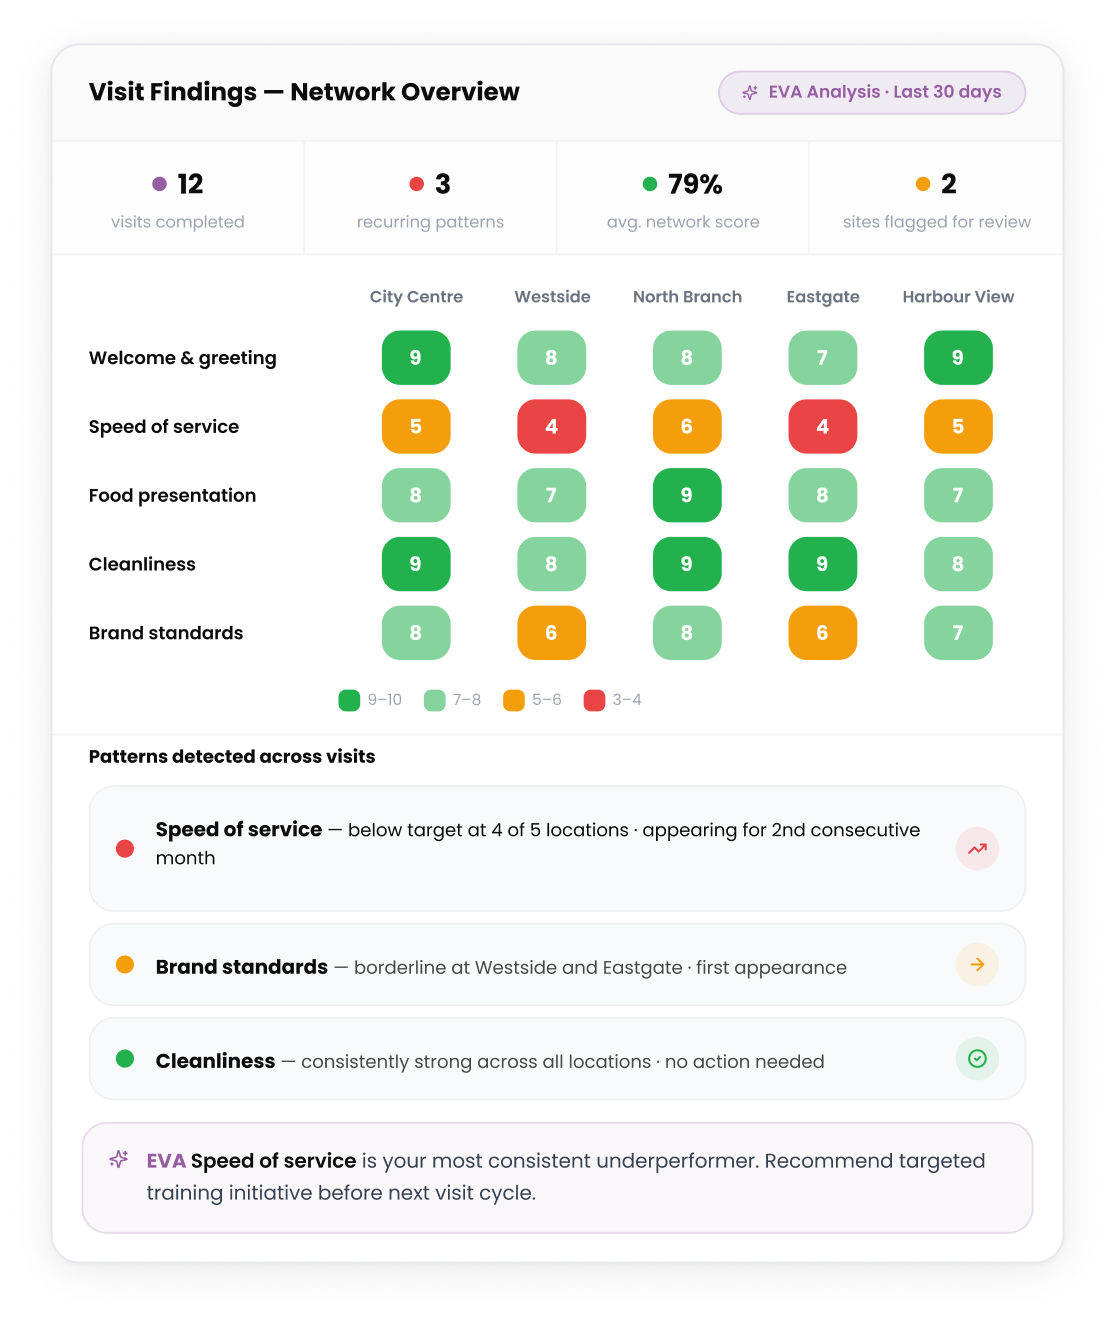 Visit Findings — Network Overview
EVA Analysis · Last 30 days
12
visits completed
3
recurring patterns
79%
avg. network score
2
sites flagged for review
City Centre Westside North Branch Eastgate Harbour View
Welcome & greeting 9 8 8 7 9
Speed of service 5 4 6 4 5
Food presentation 8 7 9 8 7
Cleanliness 9 8 9 9 8
Brand standards 8 6 8 6 7
9–10 7–8 5–6 3–4
Patterns detected across visits
Speed of service — below target at 4 of 5 locations · appearing for 2nd consecutive
month
Brand standards — borderline at Westside and Eastgate · first appearance
Cleanliness — consistently strong across all locations · no action needed
EVA Speed of service is your most consistent underperformer. Recommend targeted
training initiative before next visit cycle.